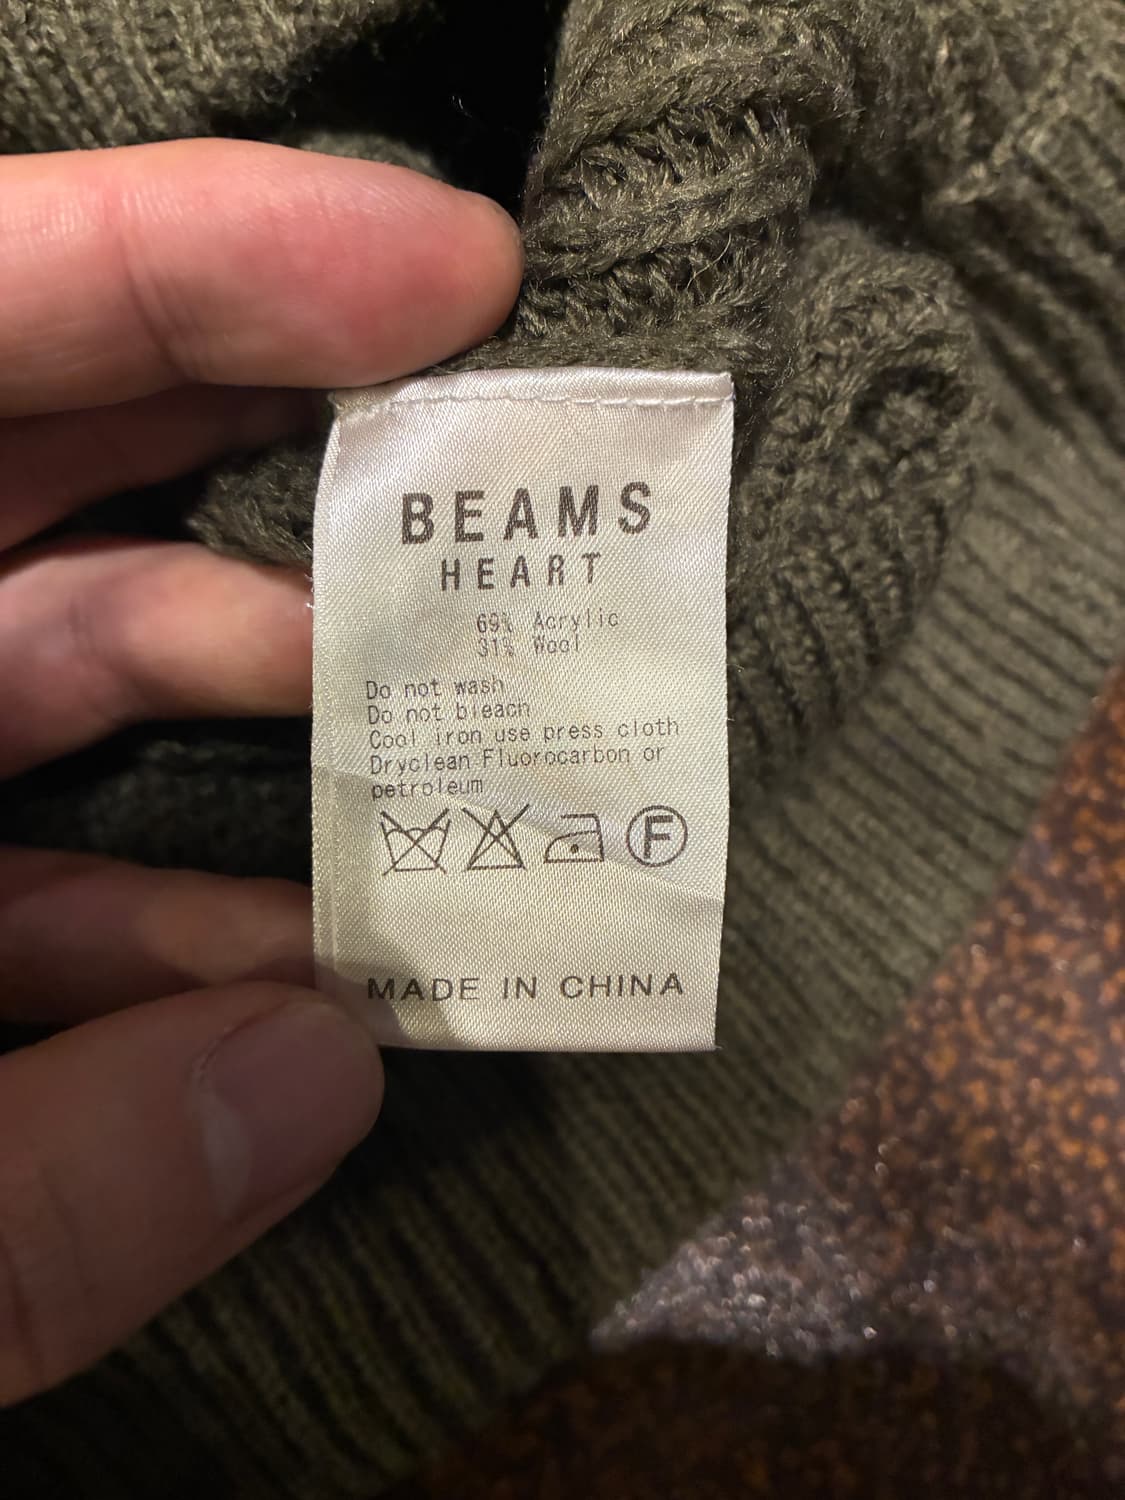 BEAMS
HEART
69% Acrylic
31% Wool
Do not wash
Do not bleach
Cool iron use press cloth
Dryclean Fluorocarbon or
petroleum
F
MADE IN CHINA